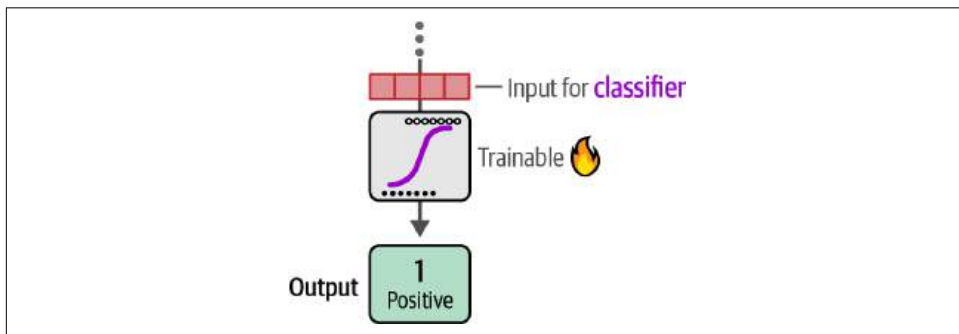 Input for classifier
Trainable
Output
1
Positive